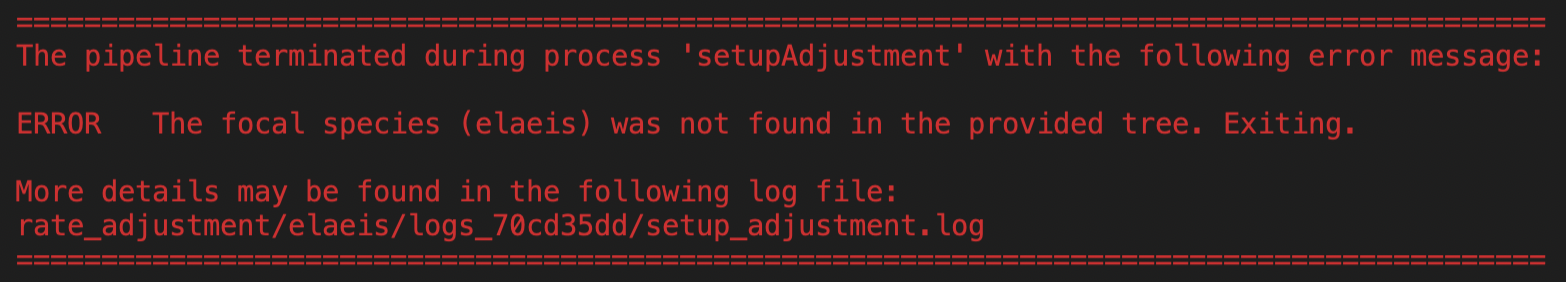 ==========================================================================================
The pipeline terminated during process 'setupAdjustment' with the following error message:
ERROR   The focal species (elaeis) was not found in the provided tree. Exiting.
More details may be found in the following log file:
rate_adjustment/elaeis/logs_70cd35dd/setup_adjustment.log
==========================================================================================